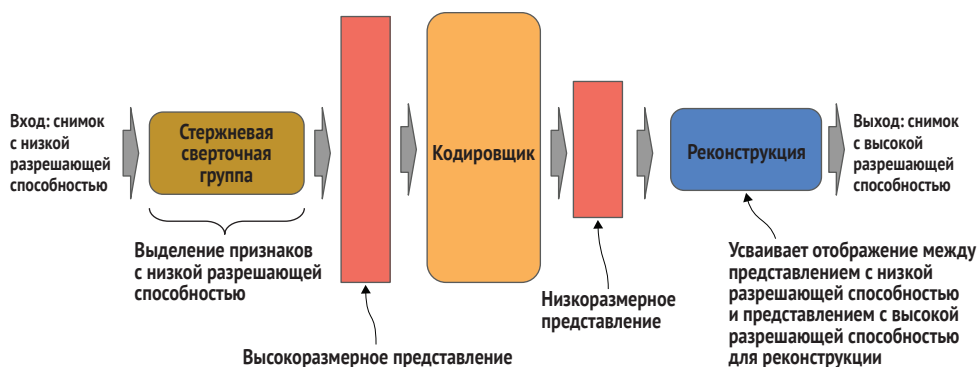 Вход: снимок
с низкой
разрешающей
способностью
Стержневая
сверточная
группа
Кодировщик
Реконструкция
Выход: снимок
с высокой
разрешающей
способностью
Выделение признаков
с низкой разрешающей
способностью
Высокоразмерное представление
Низкоразмерное
представление
Усваивает отображение между
представлением с низкой
разрешающей способностью
и представлением с высокой
разрешающей способностью
для реконструкции